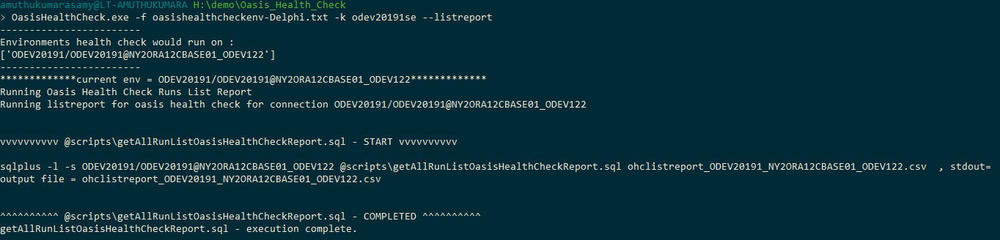 amuthukumarasamy@LT-AMUTHUKUMARA H:\demo\Oasis_Health_Check
> OasisHealthCheck.exe -f oasishealthcheckenv-Delphi.txt -k odev20191se --listreport
------------------------
Environments health check would run on :
['ODEV20191/ODEV20191@NY2ORA12CBASE01_ODEV122']
------------------------
*************current env = ODEV20191/ODEV20191@NY2ORA12CBASE01_ODEV122*************
Running Oasis Health Check Runs List Report
Running listreport for oasis health check for connection ODEV20191/ODEV20191@NY2ORA12CBASE01_ODEV122
vvvvvvvvvv @scripts\getAllRunListOasisHealthCheckReport.sql - START vvvvvvvvvv
sqlplus -l -s ODEV20191/ODEV20191@NY2ORA12CBASE01_ODEV122 @scripts\getAllRunListOasisHealthCheckReport.sql ohclistreport_ODEV20191_NY2ORA12CBASE01_ODEV122.csv  , stdout=
output file = ohclistreport_ODEV20191_NY2ORA12CBASE01_ODEV122.csv
^^^^^^^^^^ @scripts\getAllRunListOasisHealthCheckReport.sql - COMPLETED ^^^^^^^^^^
getAllRunListOasisHealthCheckReport.sql - execution complete.